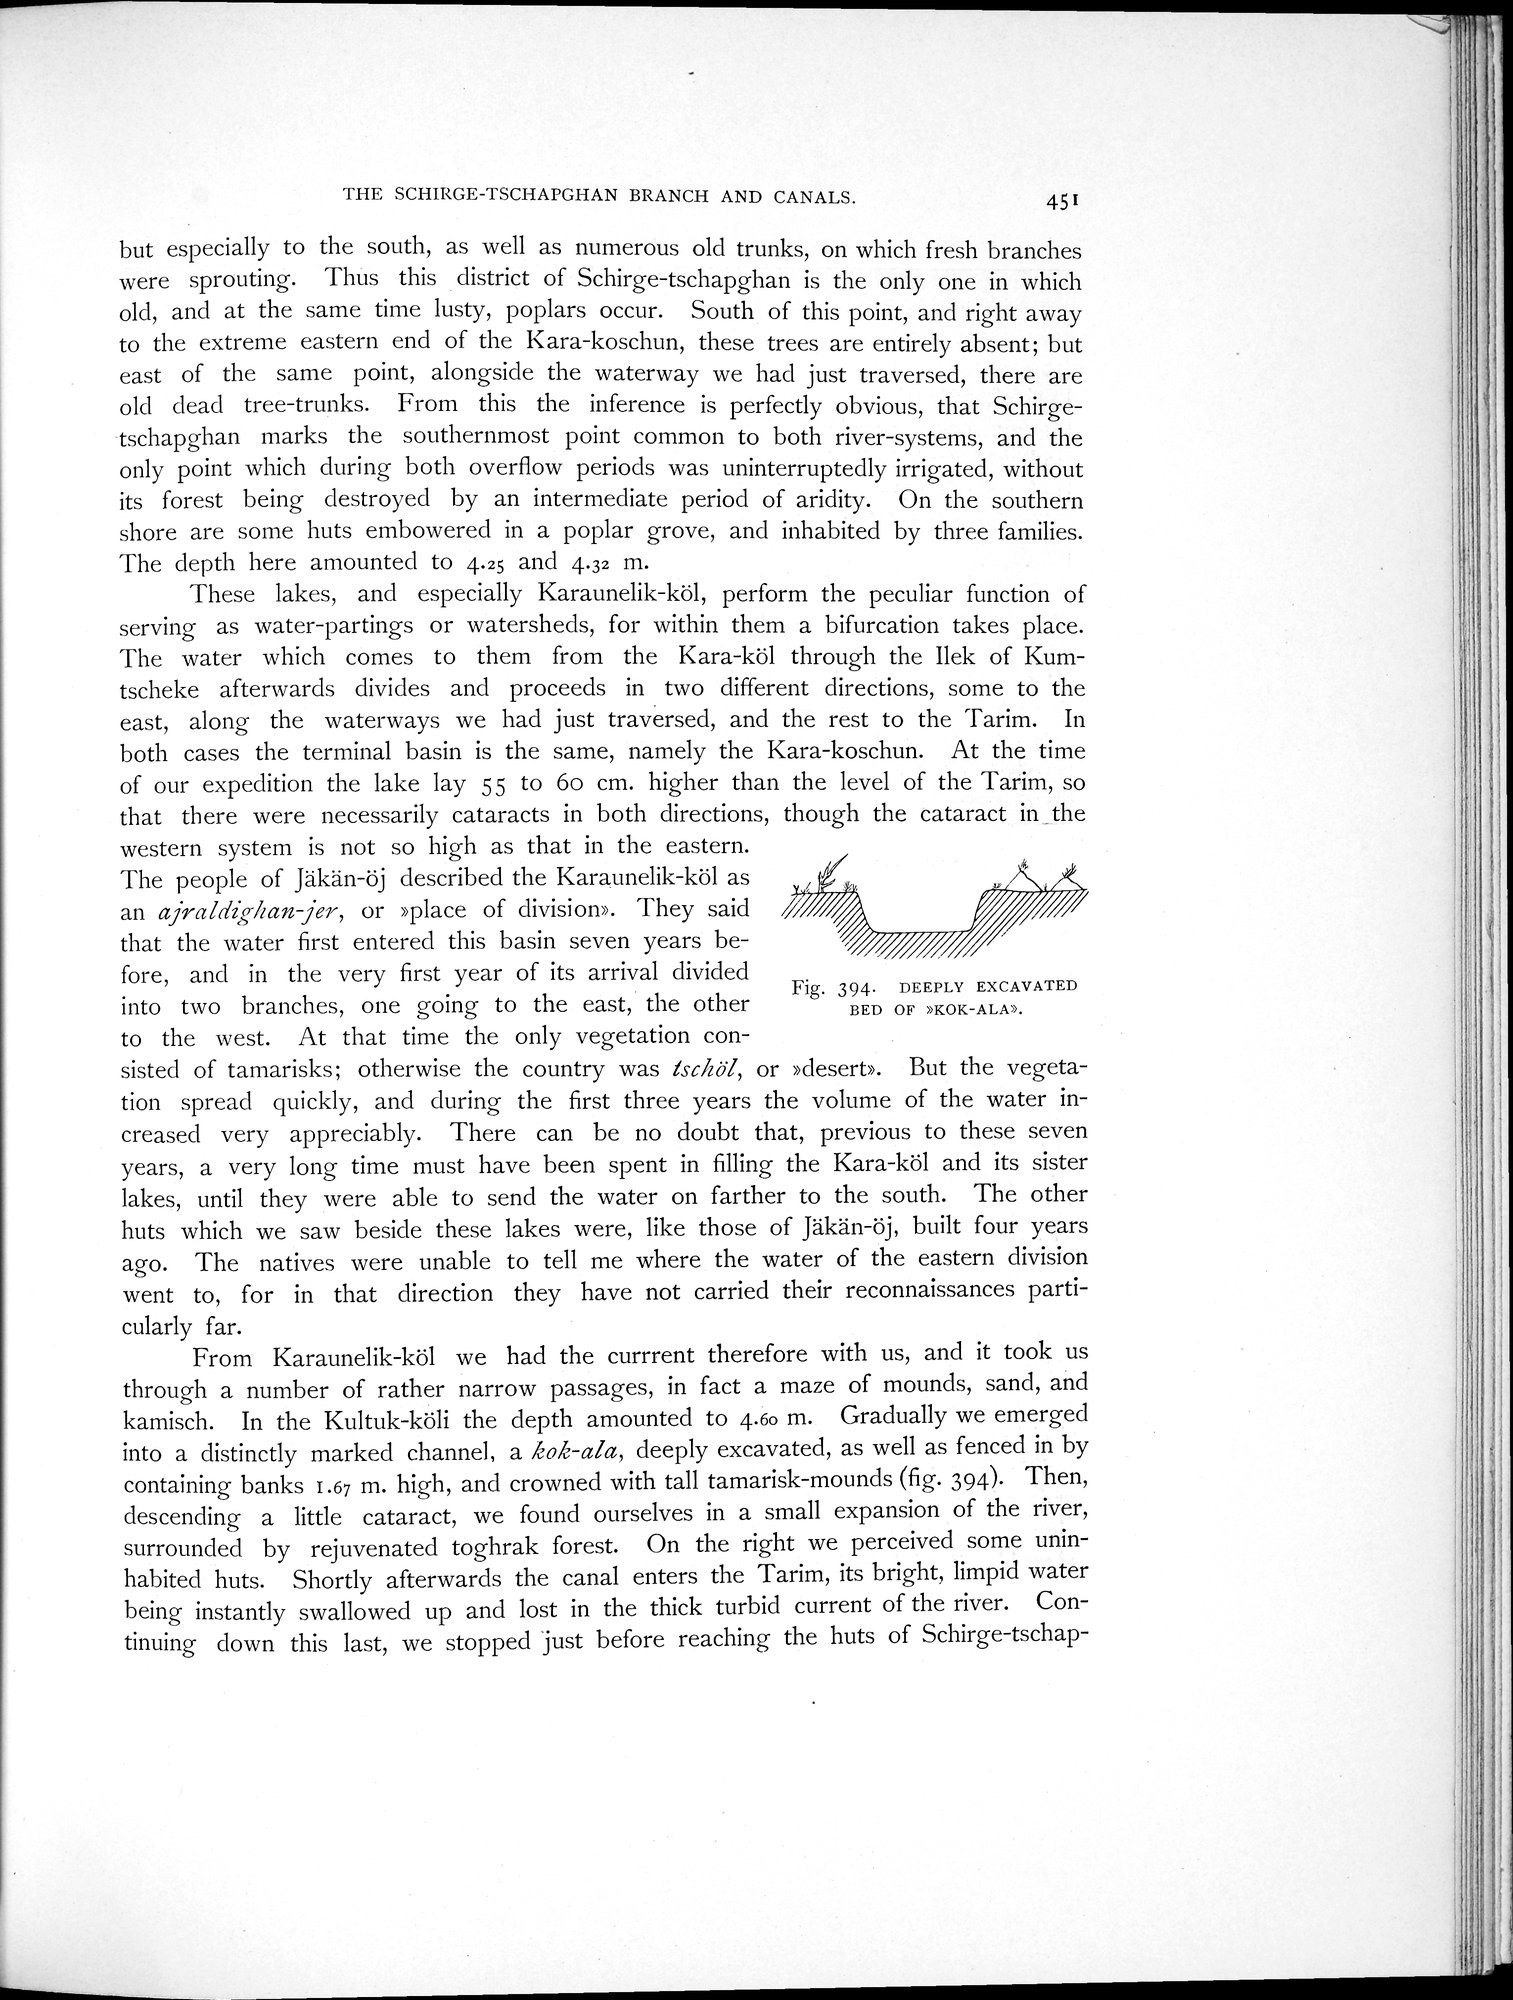 THE SCHIRGE-TSCHAPGHAN BRANCH AND CANALS. 451
but especially to the south, as well as numerous old trunks, on which fresh branches
were sprouting. Thus this district of Schirge-tschapghan is the only one in which
old, and at the same time lusty, poplars occur. South of this point, and right away
to the extreme eastern end of the Kara-koschun, these trees are entirely absent; but
east of the same point, alongside the waterway we had just traversed, there are
old dead tree-trunks. From this the inference is perfectly obvious, that Schirge-
tschapghan marks the southernmost point common to both river-systems, and the
only point which during both overflow periods was uninterruptedly irrigated, without
its forest being destroyed by an intermediate period of aridity. On the southern
shore are some huts embowered in a poplar grove, and inhabited by three families.
The depth here amounted to 4.25 and 4.32 m.
These lakes, and especially Karaunelik-köl, perform the peculiar function of
serving as water-partings or watersheds, for within them a bifurcation takes place.
The water which comes to them from the Kara-köl through the Ilek of Kum-
tscheke afterwards divides and proceeds in two different directions, some to the
east, along the waterways we had just traversed, and the rest to the Tarim. In
both cases the terminal basin is the same, namely the Kara-koschun. At the time
of our expedition the lake lay 55 to 60 cm. higher than the level of the Tarim, so
that there were necessarily cataracts in both directions, though the cataract in the
western system is not so high as that in the eastern.
The people of Jäkän-öj described the Karaunelik-köl as
an ajraldighan-jer, or »place of division». They said
that the water first entered this basin seven years be-
fore, and in the very first year of its arrival divided
into two branches, one going to the east, the other
to the west. At that time the only vegetation con-
Fig. 394. DEEPLY EXCAVATED
BED OF »KOK-ALA».
sisted of tamarisks; otherwise the country was tschöl, or »desert». But the vegeta-
tion spread quickly, and during the first three years the volume of the water in-
creased very appreciably. There can be no doubt that, previous to these seven
years, a very long time must have been spent in filling the Kara-köl and its sister
lakes, until they were able to send the water on farther to the south. The other
huts which we saw beside these lakes were, like those of Jäkän-öj, built four years
ago. The natives were unable to tell me where the water of the eastern division
went to, for in that direction they have not carried their reconnaissances parti-
cularly far.
From Karaunelik-köl we had the currrent therefore with us, and it took us
through a number of rather narrow passages, in fact a maze of mounds, sand, and
kamisch. In the Kultuk-köli the depth amounted to 4.60 m. Gradually we emerged
into a distinctly marked channel, a kok-ala, deeply excavated, as well as fenced in by
containing banks 1.67 m. high, and crowned with tall tamarisk-mounds (fig. 394). Then,
descending a little cataract, we found ourselves in a small expansion of the river,
surrounded by rejuvenated toghrak forest. On the right we perceived some unin-
habited huts. Shortly afterwards the canal enters the Tarim, its bright, limpid water
being instantly swallowed up and lost in the thick turbid current of the river. Con-
tinuing down this last, we stopped just before reaching the huts of Schirge-tschap-